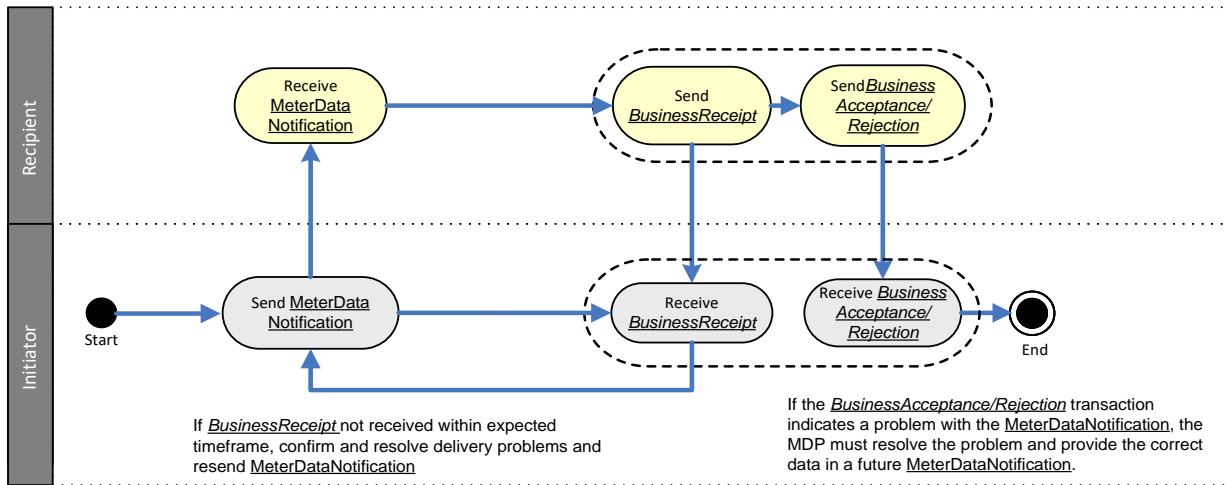 Recipient
Receive
MeterData
Notification
Send
BusinessReceipt
SendBusiness
Acceptance/
Rejection
Initiator
Start
Send MeterData
Notification
Receive
BusinessReceipt
Receive Business
Acceptance/
Rejection
End
If BusinessReceipt not received within expected
timeframe, confirm and resolve delivery problems and
resend MeterDataNotification
If the BusinessAcceptance/Rejection transaction
indicates a problem with the MeterDataNotification, the
MDP must resolve the problem and provide the correct
data in a future MeterDataNotification.